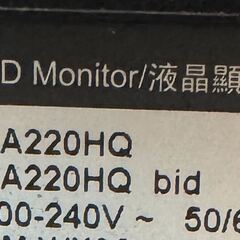 D Monitor/液晶顯
A220HQ
A220HQ bid
00-240V ~ 50/6